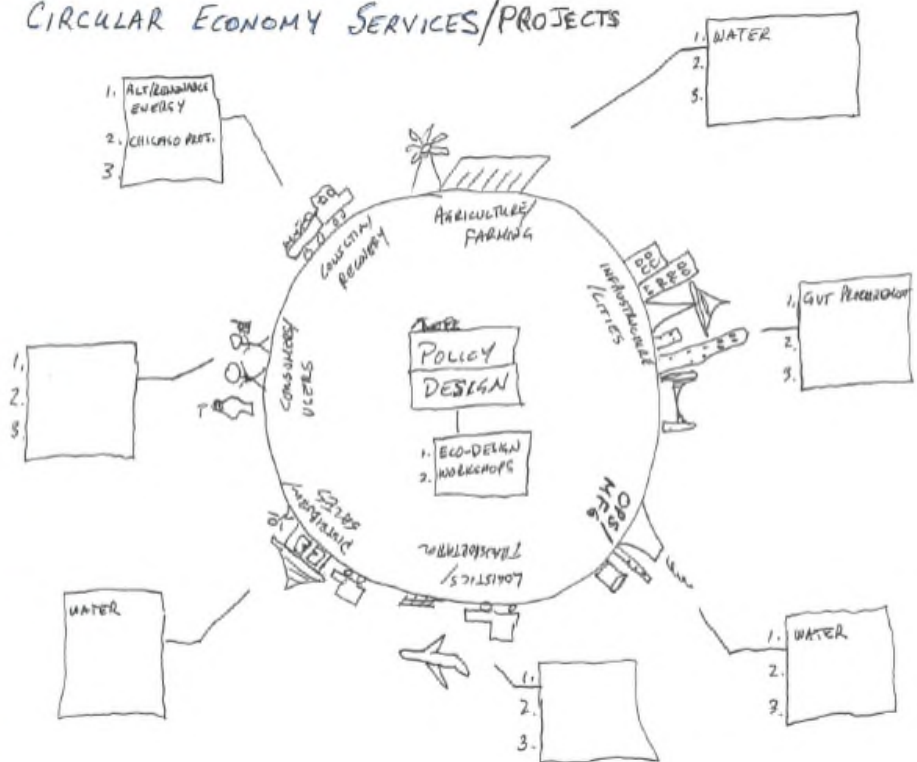 CIRCULAR ECONOMY SERVICES/PROJECTS
1. WATER
2.
3.
1. ALT/RENEWABLE
ENERGY
2. CHICAGO PROJ.
3.
AGRICULTURE/
FARMING
COLLECTION/
RECOVERY
INFRASTRUCTURE
/CITIES
1. GVT PROCUREMENT
2.
3.
1.
2.
3.
CONSUMERS/
USERS
POLICY
DESIGN
1. ECO-DESIGN
2. WORKSHOPS
OPS/
MFG
LOGISTICS/
TRANSPORTATION
DISTRIBUTION/
SALES
WATER
1. WATER
2.
3.
1.
2.
3.